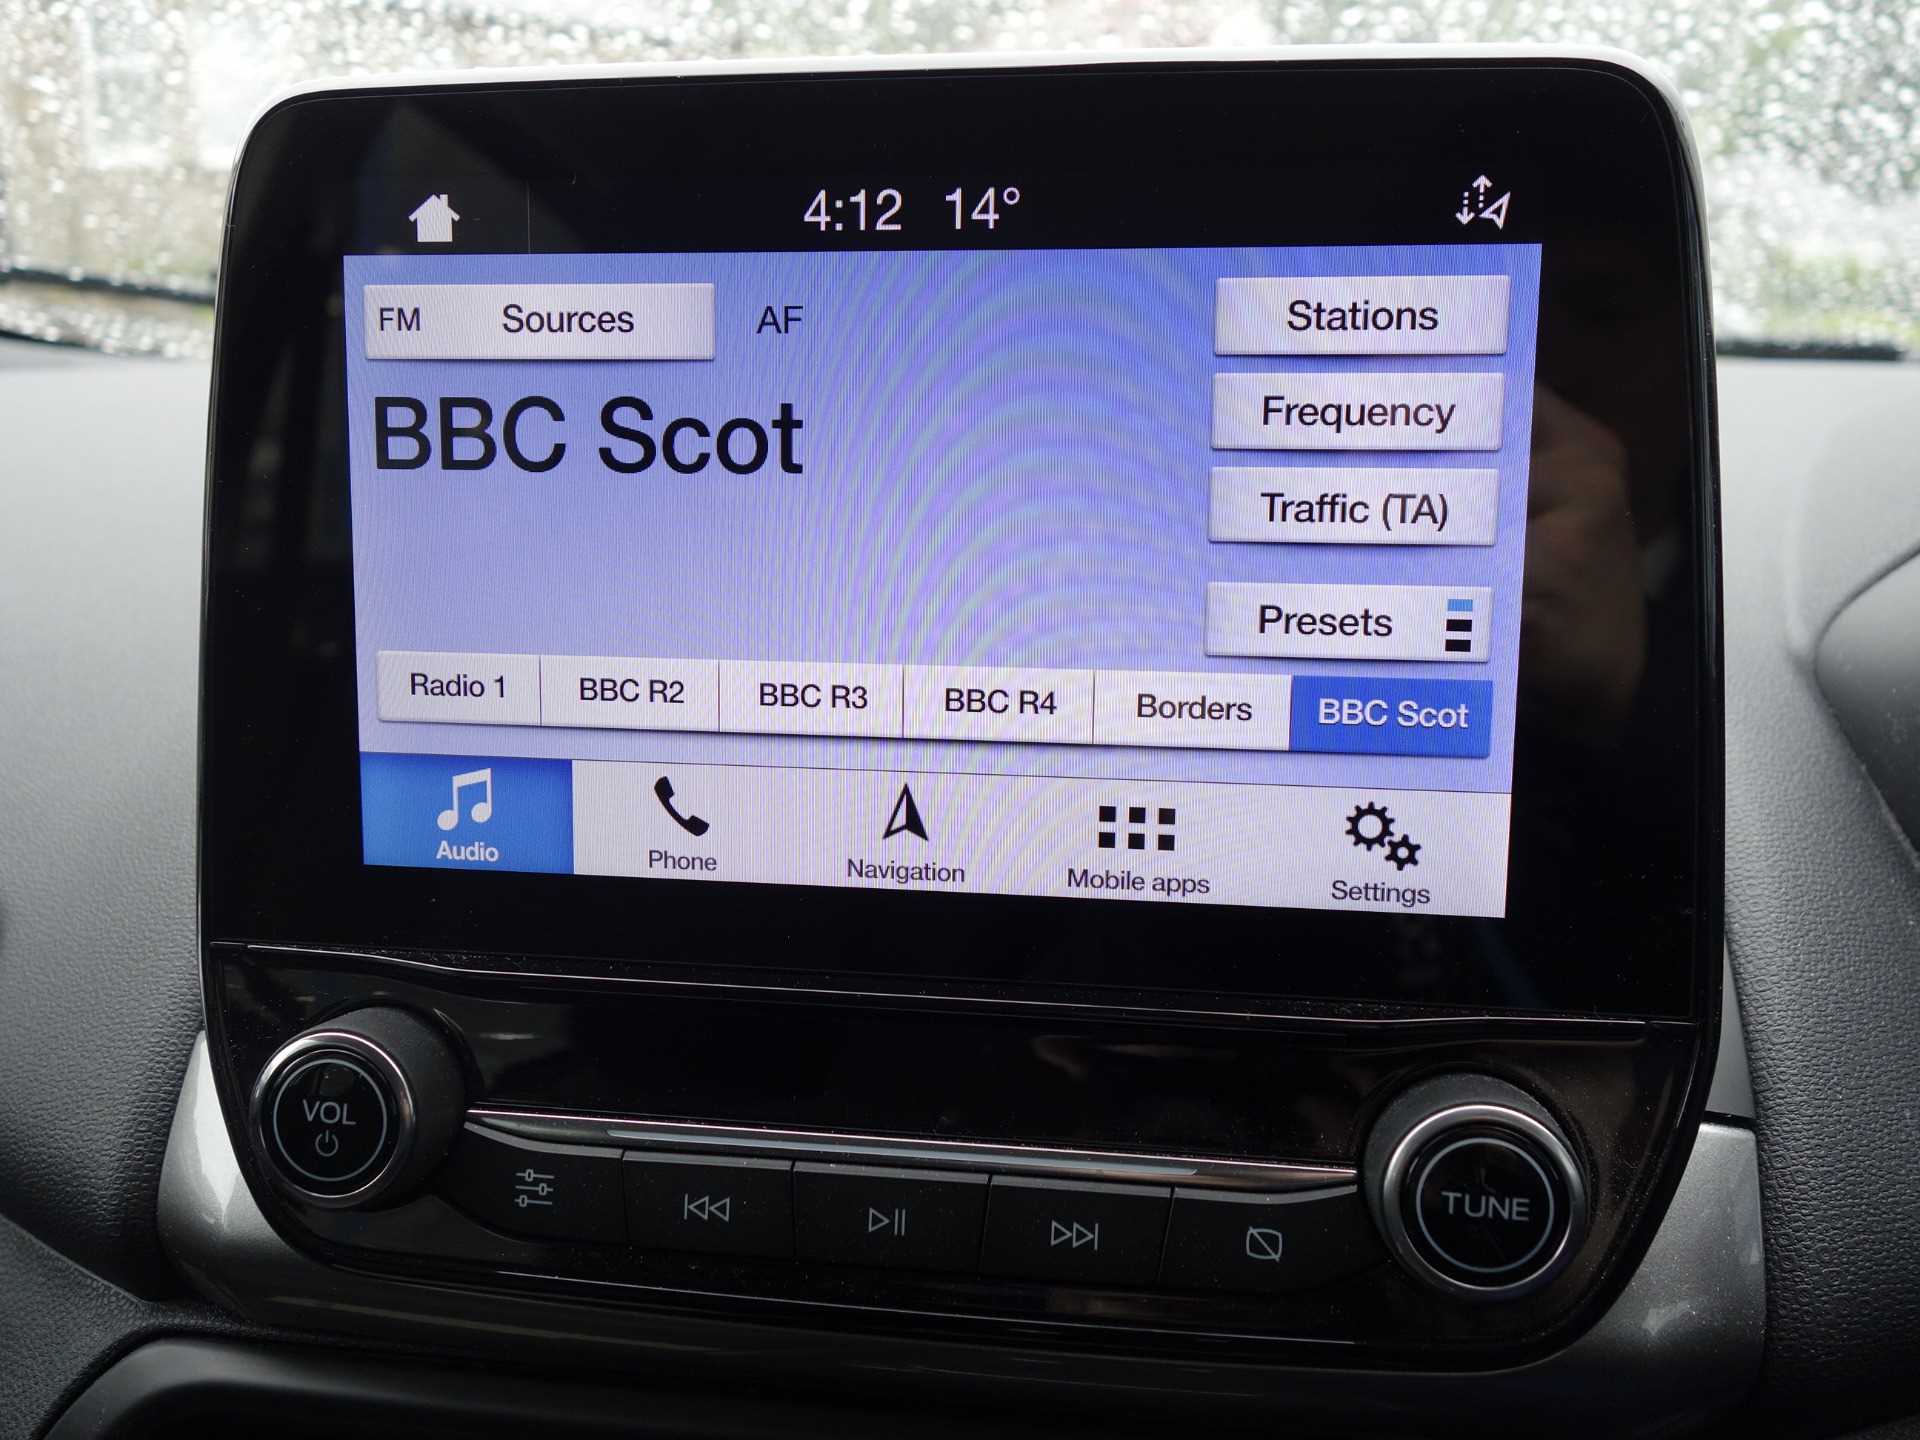 4:12 14°
FM Sources AF Stations
BBC Scot
Frequency
Traffic (TA)
Presets
Radio 1 BBC R2 BBC R3 BBC R4 Borders BBC Scot
Audio Phone Navigation Mobile apps Settings
VOL
TUNE